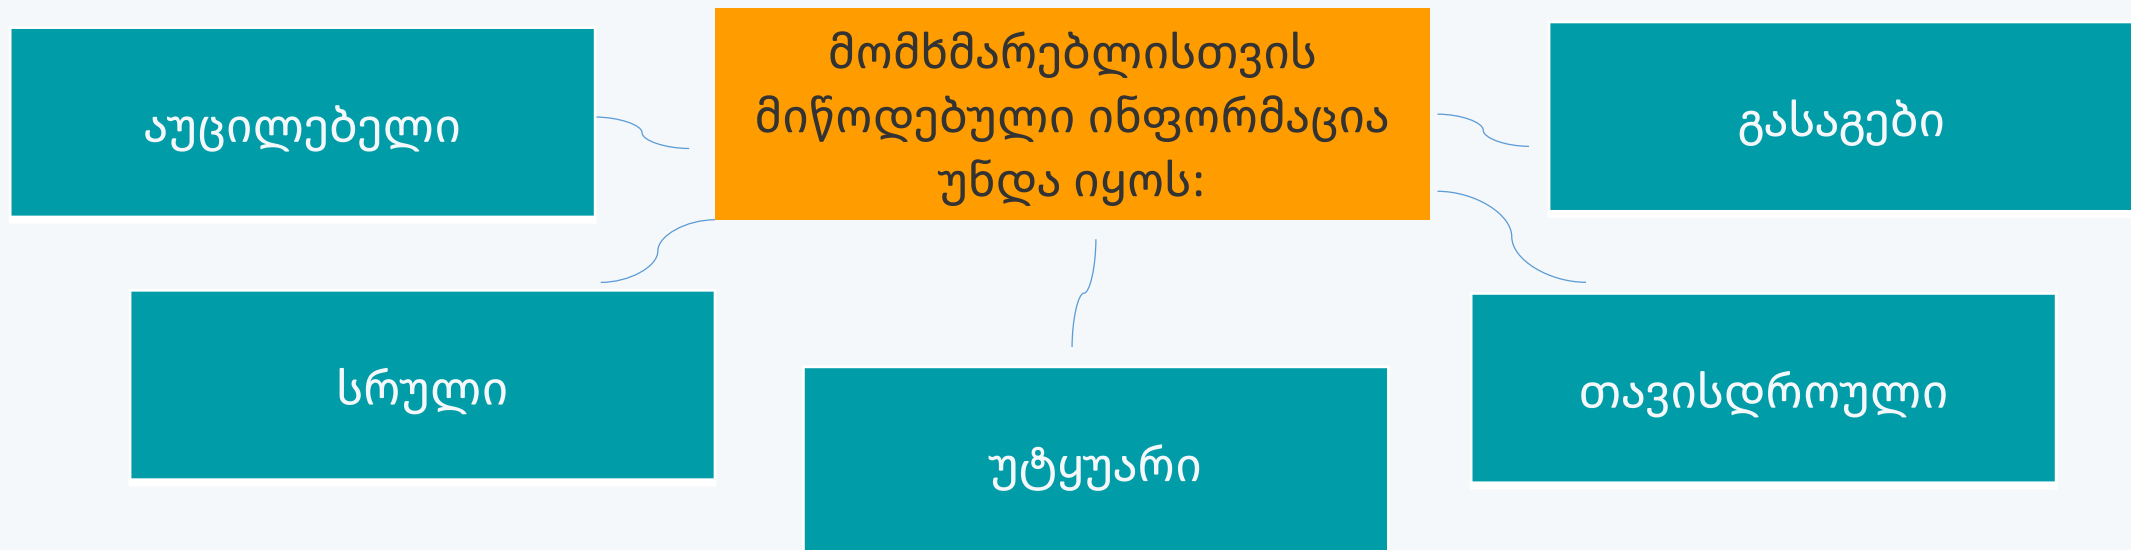 მომხმარებლისთვის
მიწოდებული ინფორმაცია
უნდა იყოს:
აუცილებელი
გასაგები
სრული
თავისდროული
უტყუარი